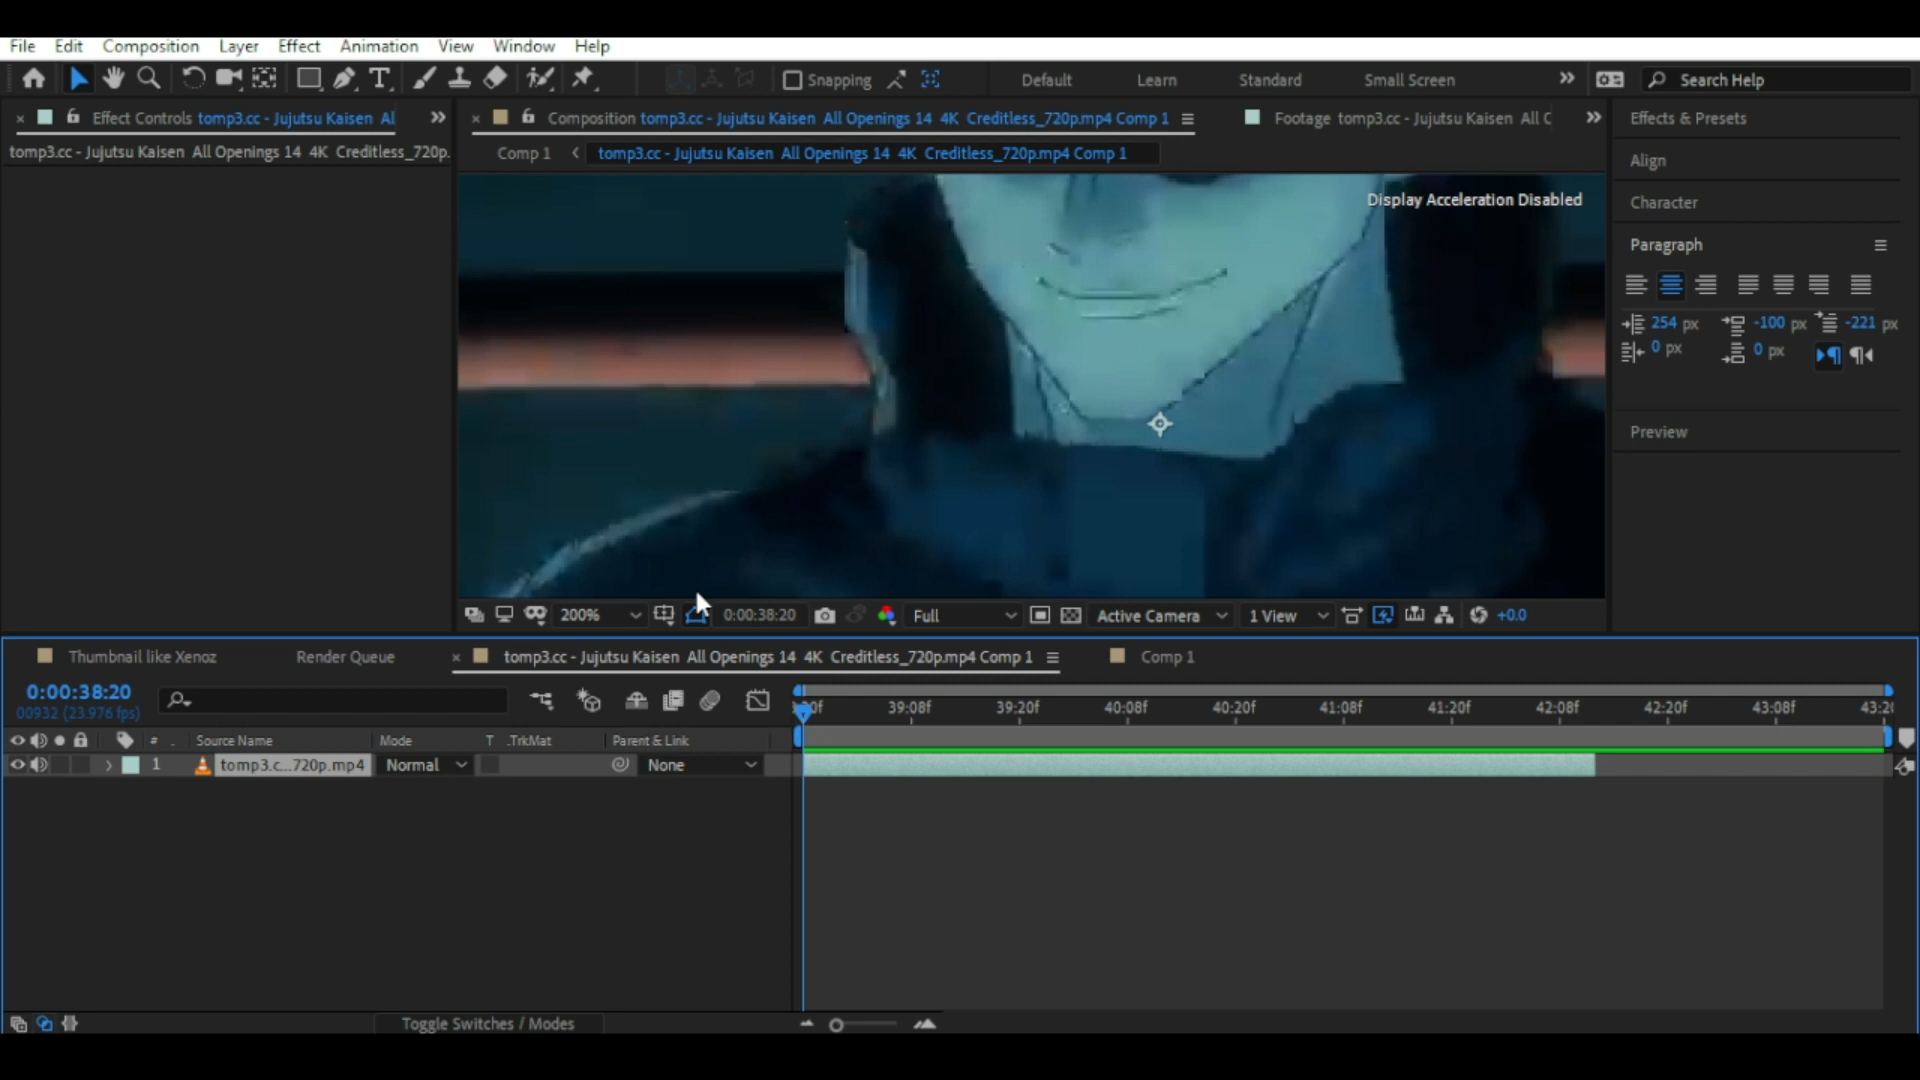 File Edit Composition Layer Effect Animation View Window Help
Snapping Default Learn Standard Small Screen Search Help
Effect Controls tomp3.cc - Jujutsu Kaisen Al
Composition tomp3.cc - Jujutsu Kaisen All Openings 14 4K Creditless_720p.mp4 Comp 1
Footage tomp3.cc - Jujutsu Kaisen All C
Effects & Presets
tomp3.cc - Jujutsu Kaisen All Openings 14 4K Creditless_720p.
Comp 1 tomp3.cc - Jujutsu Kaisen All Openings 14 4K Creditless_720p.mp4 Comp 1
Align
Display Acceleration Disabled
Character
Paragraph
254 px -100 px -221 px
0 px 0 px
Preview
200% 0:00:38:20 Full Active Camera 1 View +0.0
Thumbnail like Xenoz Render Queue tomp3.cc - Jujutsu Kaisen All Openings 14 4K Creditless_720p.mp4 Comp 1 Comp 1
0:00:38:20
00932 (23.976 fps)
39:08f 39:20f 40:08f 40:20f 41:08f 41:20f 42:08f 42:20f 43:08f 43:20
# . Source Name Mode T .TrkMat Parent & Link
1 tomp3.c...720p.mp4 Normal None
Toggle Switches / Modes